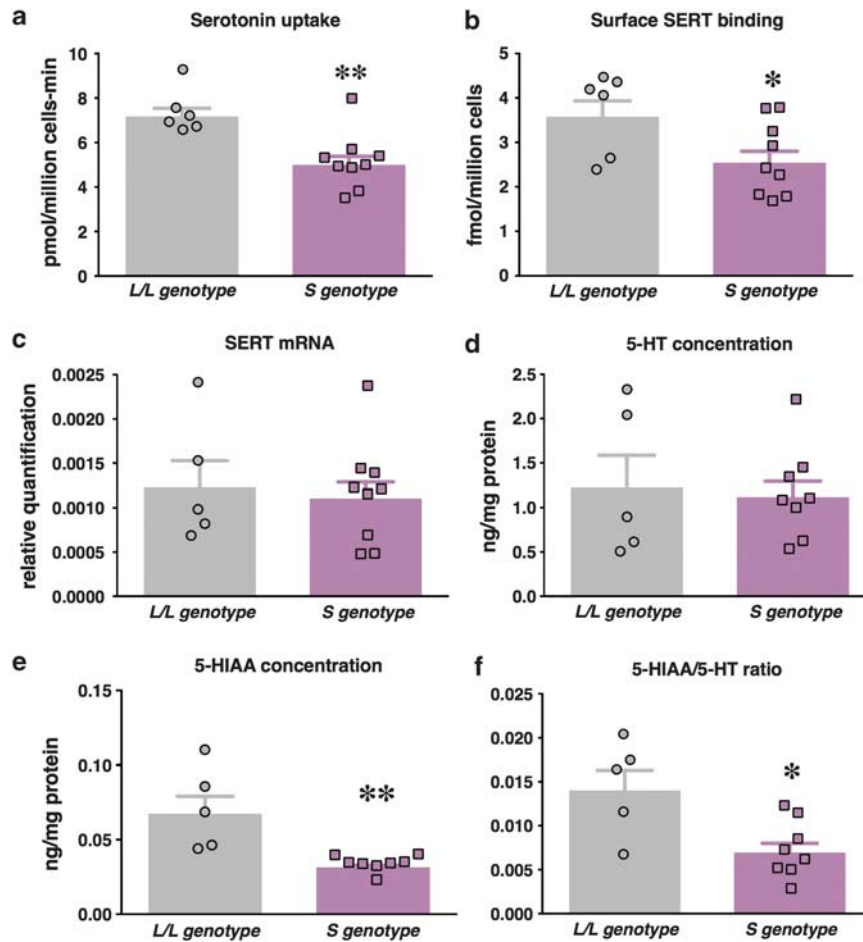 a
Serotonin uptake
pmol/million cells-min
10
8
6
4
2
0
**
L/L genotype
S genotype
b
Surface SERT binding
fmol/million cells
5
4
3
2
1
0
*
L/L genotype
S genotype
c
SERT mRNA
relative quantification
0.0025
0.0020
0.0015
0.0010
0.0005
0.0000
L/L genotype
S genotype
d
5-HT concentration
ng/mg protein
2.5
2.0
1.5
1.0
0.5
0.0
L/L genotype
S genotype
e
5-HIAA concentration
ng/mg protein
0.15
0.10
0.05
0.00
**
L/L genotype
S genotype
f
5-HIAA/5-HT ratio
ng/mg protein
0.025
0.020
0.015
0.010
0.005
0.000
*
L/L genotype
S genotype